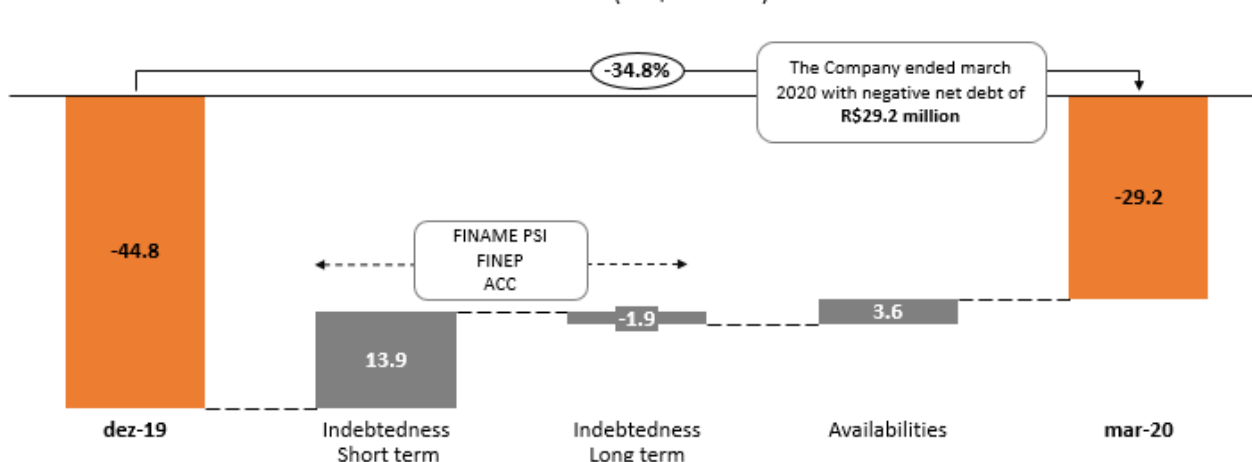 -34.8%
The Company ended march
2020 with negative net debt of
R$29.2 million
-44.8
-29.2
FINAME PSI
FINEP
ACC
13.9
-1.9
3.6
dez-19
Indebtedness
Short term
Indebtedness
Long term
Availabilities
mar-20